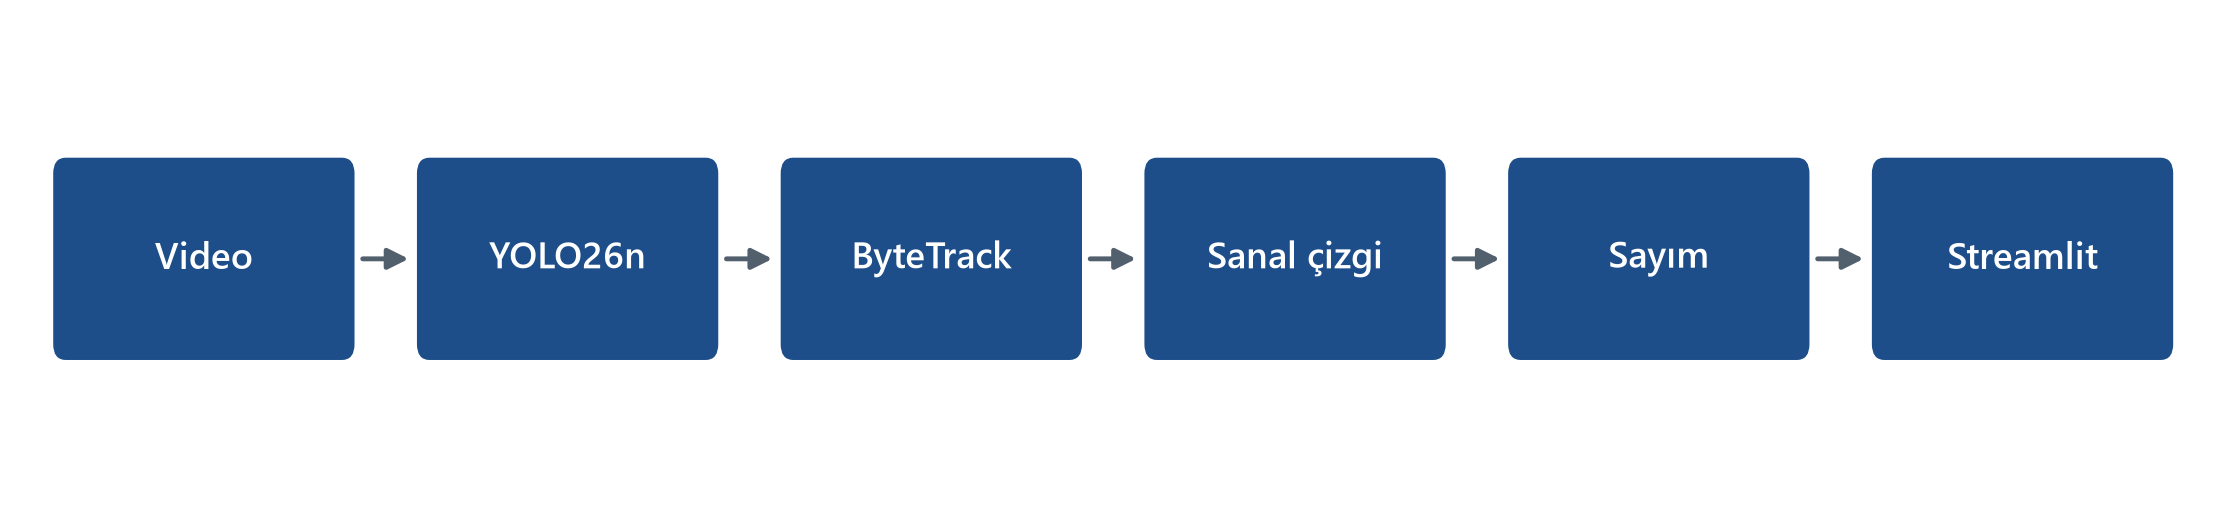 Video
YOLO26n
ByteTrack
Sanal çizgi
Sayım
Streamlit